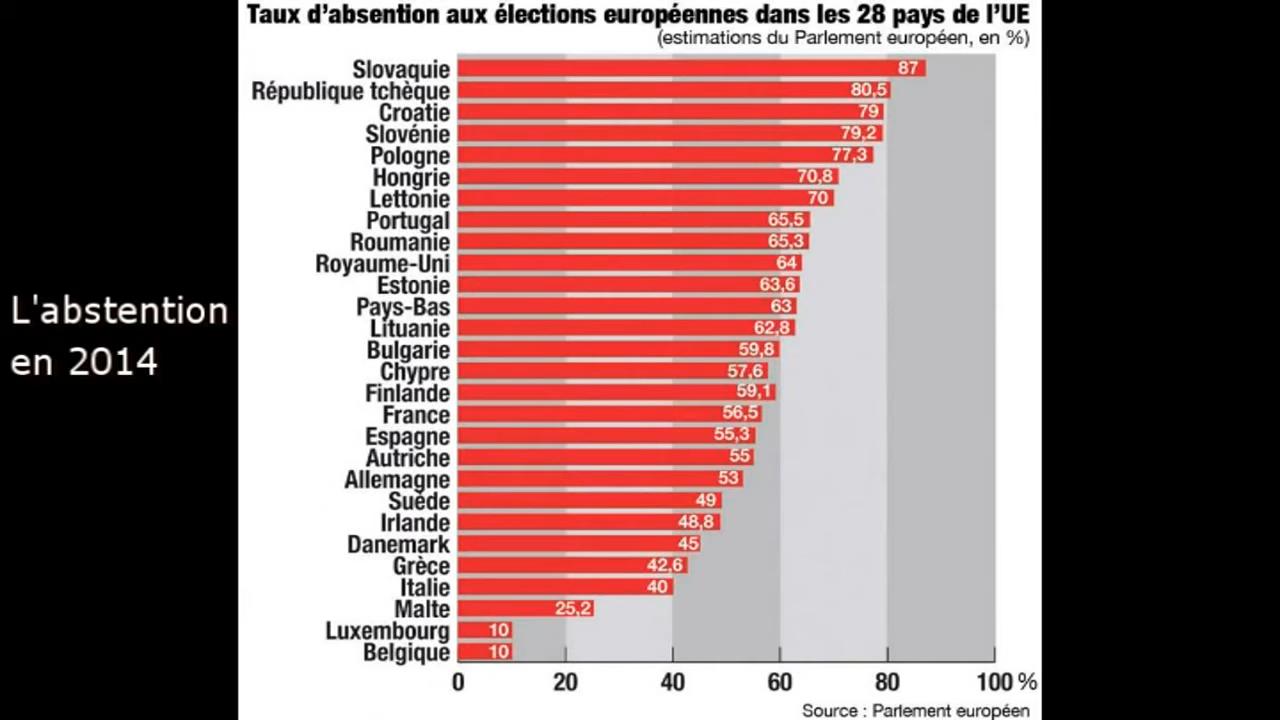 Taux d’absention aux élections européennes dans les 28 pays de l’UE
(estimations du Parlement européen, en %)
Slovaquie 87
République tchèque 80,5
Croatie 79
Slovénie 79,2
Pologne 77,3
Hongrie 70,8
Lettonie 70
Portugal 65,5
Roumanie 65,3
Royaume-Uni 64
Estonie 63,6
Pays-Bas 63
Lituanie 62,8
Bulgarie 59,8
Chypre 57,6
Finlande 59,1
France 56,5
Espagne 55,3
Autriche 55
Allemagne 53
Suède 49
Irlande 48,8
Danemark 45
Grèce 42,6
Italie 40
Malte 25,2
Luxembourg 10
Belgique 10
0 20 40 60 80 100 %
Source : Parlement européen
L'abstention
en 2014